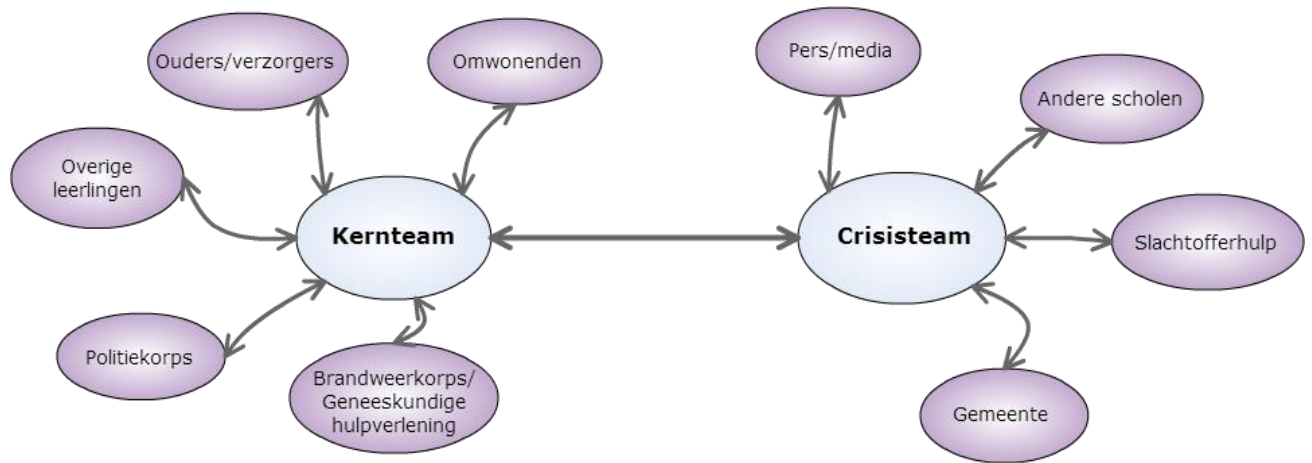 Ouders/verzorgers
Omwonenden
Pers/media
Andere scholen
Overige
leerlingen
Kernteam
Crisisteam
Slachtofferhulp
Politiekorps
Brandweerkorps/
Geneeskundige
hulpverlening
Gemeente